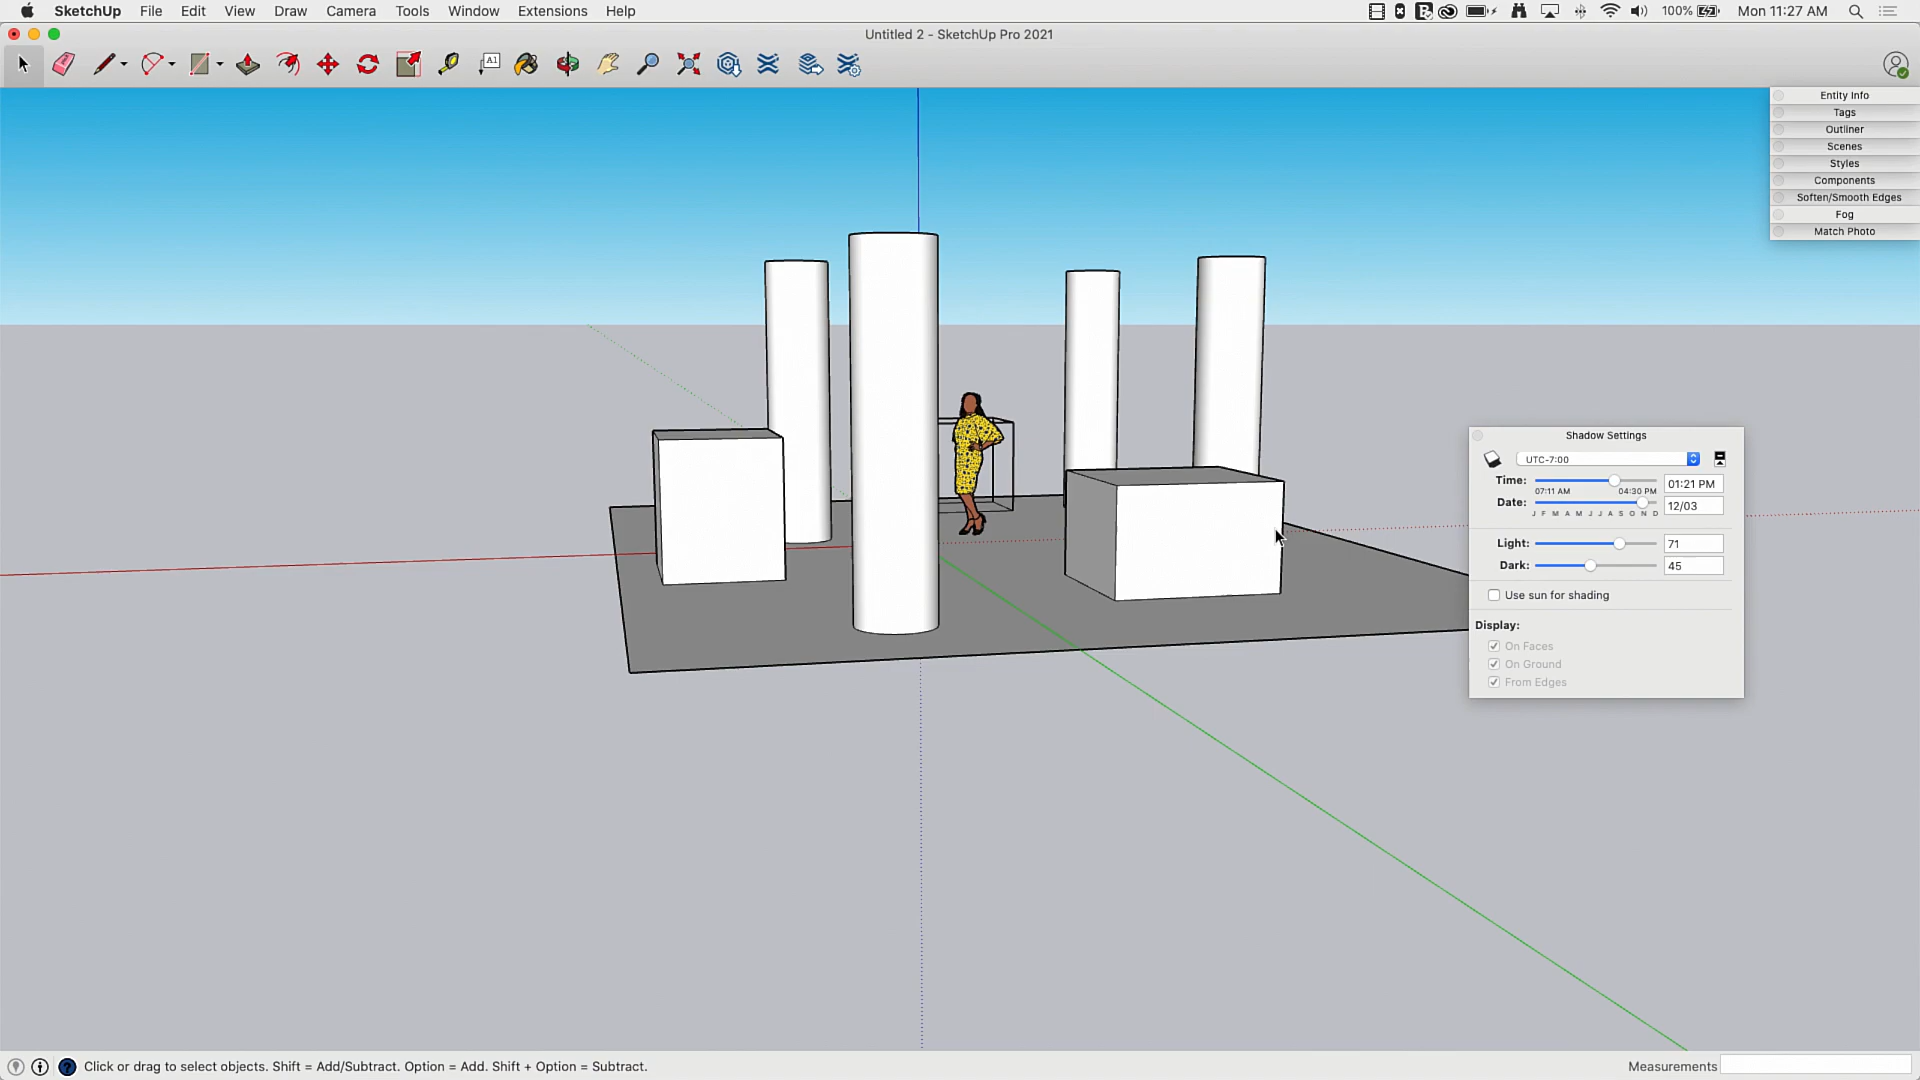 SketchUp File Edit View Draw Camera Tools Window Extensions Help 100% Mon 11:27 AM
Untitled 2 - SketchUp Pro 2021
A1
Entity Info
Tags
Outliner
Scenes
Styles
Components
Soften/Smooth Edges
Fog
Match Photo
Shadow Settings
UTC-7:00
Time: 01:21 PM
07:11 AM 04:30 PM
Date: 12/03
J F M A M J J A S O N D
Light: 71
Dark: 45
Use sun for shading
Display:
On Faces
On Ground
From Edges
Click or drag to select objects. Shift = Add/Subtract. Option = Add. Shift + Option = Subtract. Measurements